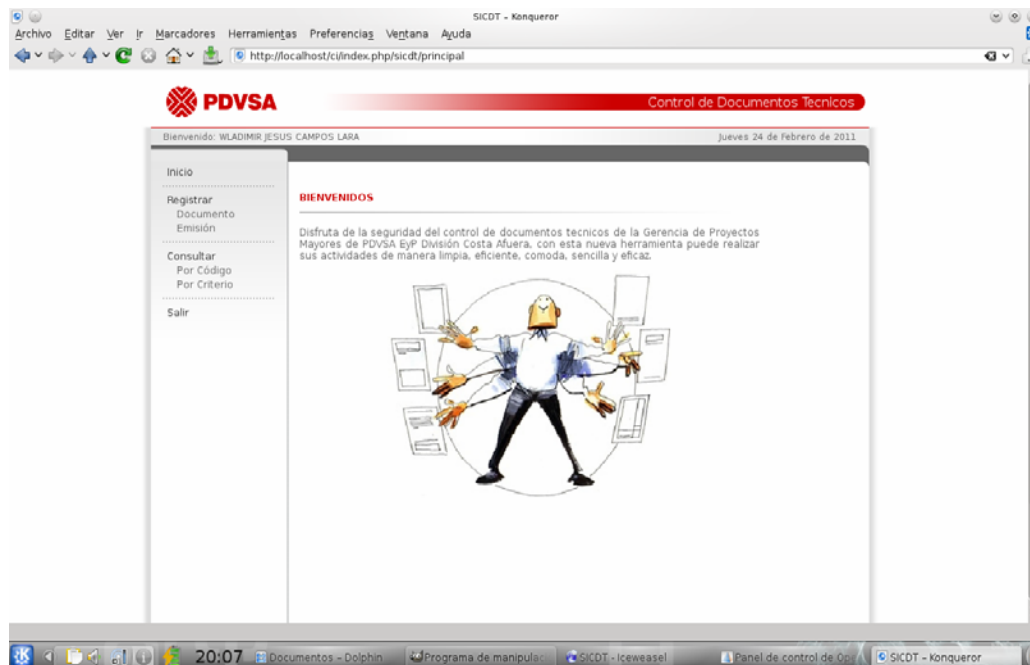 SICDT - Konqueror
Archivo Editar Ver Ir Marcadores Herramientas Preferencias Ventana Ayuda
http://localhost/ci/index.php/sicdt/principal
PDVSA
Control de Documentos Tecnicos
Bienvenido: WLADIMIR JESUS CAMPOS LARA
Jueves 24 de Febrero de 2011
Inicio
Registrar
Documento
Emisión
Consultar
Por Código
Por Criterio
Salir
BIENVENIDOS
Disfruta de la seguridad del control de documentos tecnicos de la Gerencia de Proyectos
Mayores de PDVSA EyP División Costa Afuera, con esta nueva herramienta puede realizar
sus actividades de manera limpia, eficiente, comoda, sencilla y eficaz.
20:07 Documentos - Dolphin Programa de manipulac SICDT - Iceweasel Panel de control de Op SICDT - Konqueror